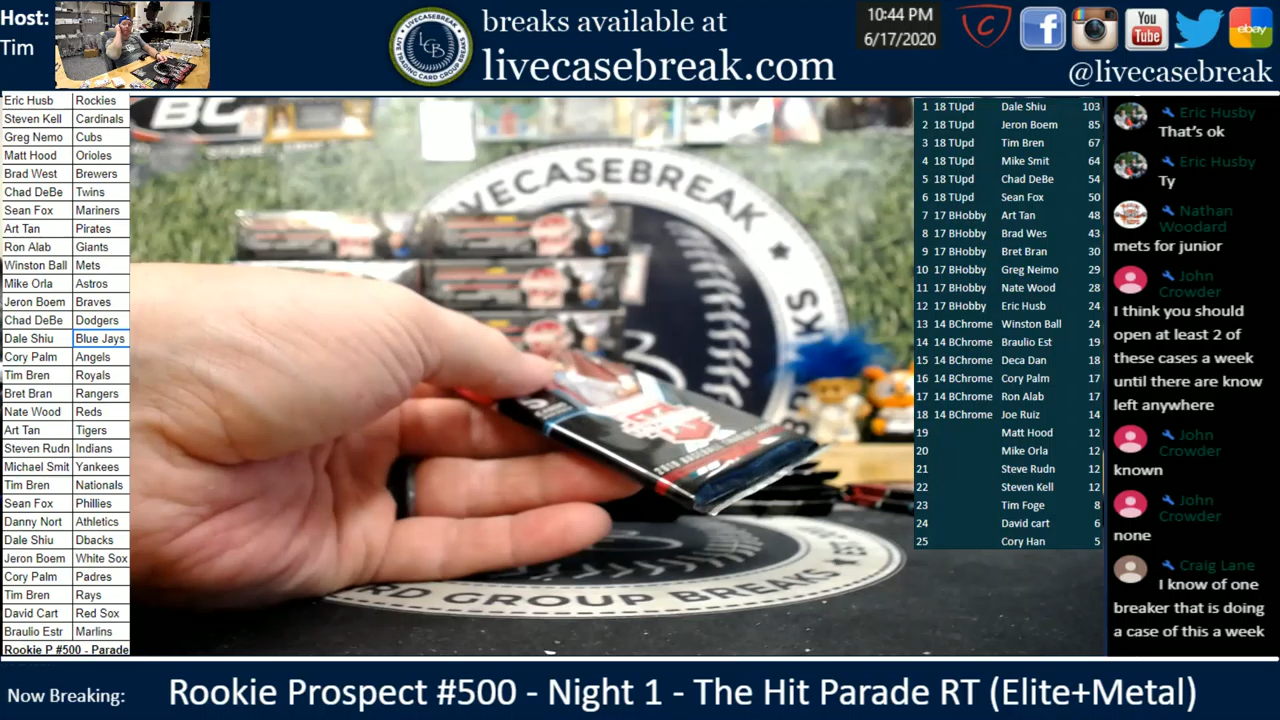 Host:
Tim
breaks available at
livecasebreak.com
LCB
10:44 PM
6/17/2020
You
Tube
ebay
@livecasebreak
Eric Husb Rockies
Steven Kell Cardinals
Greg Nemo Cubs
Matt Hood Orioles
Brad West Brewers
Chad DeBe Twins
Sean Fox Mariners
Art Tan Pirates
Ron Alab Giants
Winston Ball Mets
Mike Orla Astros
Jeron Boem Braves
Chad DeBe Dodgers
Dale Shiu Blue Jays
Cory Palm Angels
Tim Bren Royals
Bret Bran Rangers
Nate Wood Reds
Art Tan Tigers
Steven Rudn Indians
Michael Smit Yankees
Tim Bren Nationals
Sean Fox Phillies
Danny Nort Athletics
Dale Shiu Dbacks
Jeron Boem White Sox
Cory Palm Padres
Tim Bren Rays
David Cart Red Sox
Braulio Estr Marlins
Rookie P #500 - Parade
BC
LIVECASEBREAK
CARD GROUP BREAKS
1 18 TUpd Dale Shiu 103
2 18 TUpd Jeron Boem 85
3 18 TUpd Tim Bren 67
4 18 TUpd Mike Smit 64
5 18 TUpd Chad DeBe 54
6 18 TUpd Sean Fox 50
7 17 BHobby Art Tan 48
8 17 BHobby Brad Wes 43
9 17 BHobby Bret Bran 30
10 17 BHobby Greg Neimo 29
11 17 BHobby Nate Wood 28
12 17 BHobby Eric Husb 24
13 14 BChrome Winston Ball 24
14 14 BChrome Braulio Est 19
15 14 BChrome Deca Dan 18
16 14 BChrome Cory Palm 17
17 14 BChrome Ron Alab 17
18 14 BChrome Joe Ruiz 14
19 Matt Hood 12
20 Mike Orla 12
21 Steve Rudn 12
22 Steven Kell 12
23 Tim Foge 8
24 David cart 6
25 Cory Han 5
Eric Husby
That's ok
Eric Husby
Ty
Nathan
Woodard
mets for junior
John
Crowder
I think you should
open at least 2 of
these cases a week
until there are know
left anywhere
John
Crowder
known
John
Crowder
none
Craig Lane
I know of one
breaker that is doing
a case of this a week
Now Breaking:
Rookie Prospect #500 - Night 1 - The Hit Parade RT (Elite+Metal)